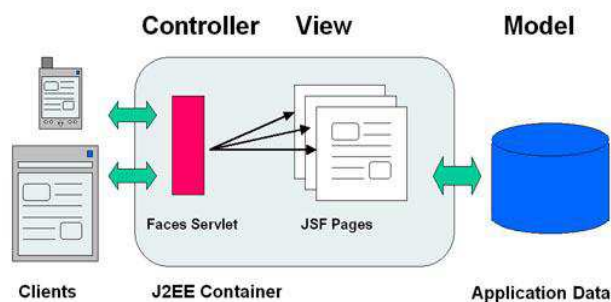 Controller View Model
Faces Servlet JSF Pages
Clients J2EE Container Application Data